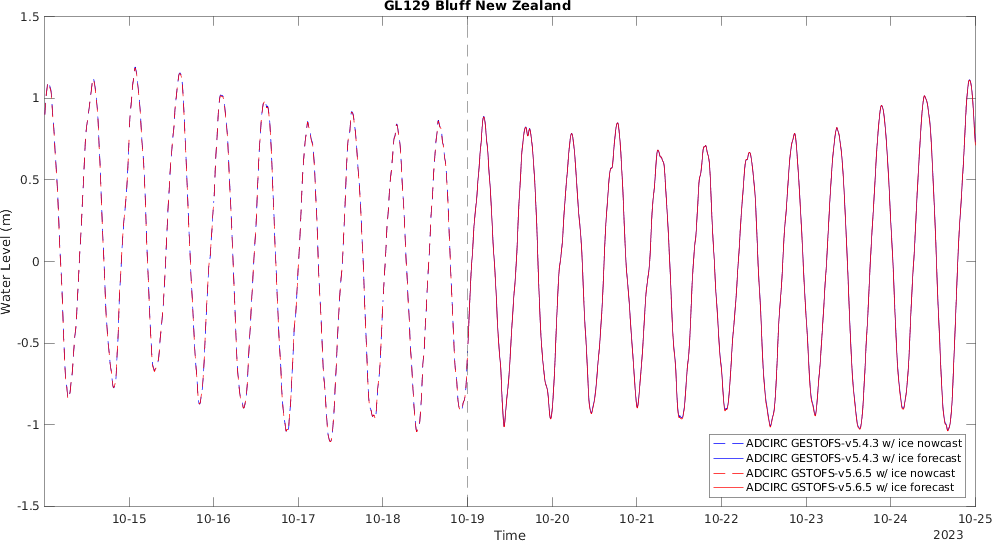 GL129 Bluff New Zealand
1.5
1
0.5
0
-0.5
-1
-1.5
Water Level (m)
10-15 10-16 10-17 10-18 10-19 10-20 10-21 10-22 10-23 10-24 10-25
Time
2023
ADCIRC GESTOFS-v5.4.3 w/ ice nowcast
ADCIRC GESTOFS-v5.4.3 w/ ice forecast
ADCIRC GSTOFS-v5.6.5 w/ ice nowcast
ADCIRC GSTOFS-v5.6.5 w/ ice forecast